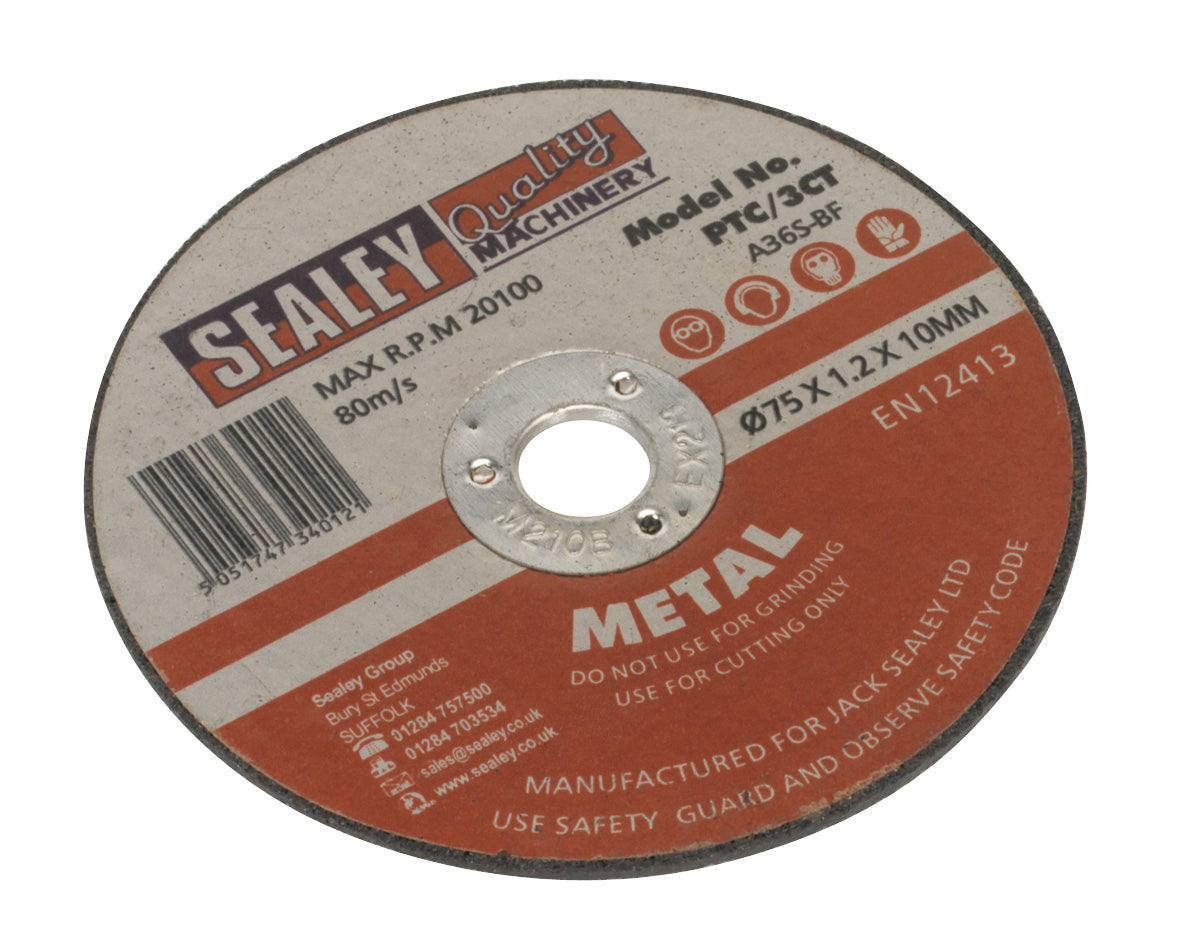 SEALEY
Quality
MACHINERY
MAX R.P.M 20100
80m/s
Model No.
PTC/3CT
A36S-BF
5 051747 340121
Ø75 X 1.2 X 10MM
EN12413
M210B
METAL
DO NOT USE FOR GRINDING
USE FOR CUTTING ONLY
Sealey Group
Bury St Edmunds
SUFFOLK
01284 757500
01284 703534
sales@sealey.co.uk
www.sealey.co.uk
MANUFACTURED FOR JACK SEALEY LTD
USE SAFETY GUARD AND OBSERVE SAFETY CODE